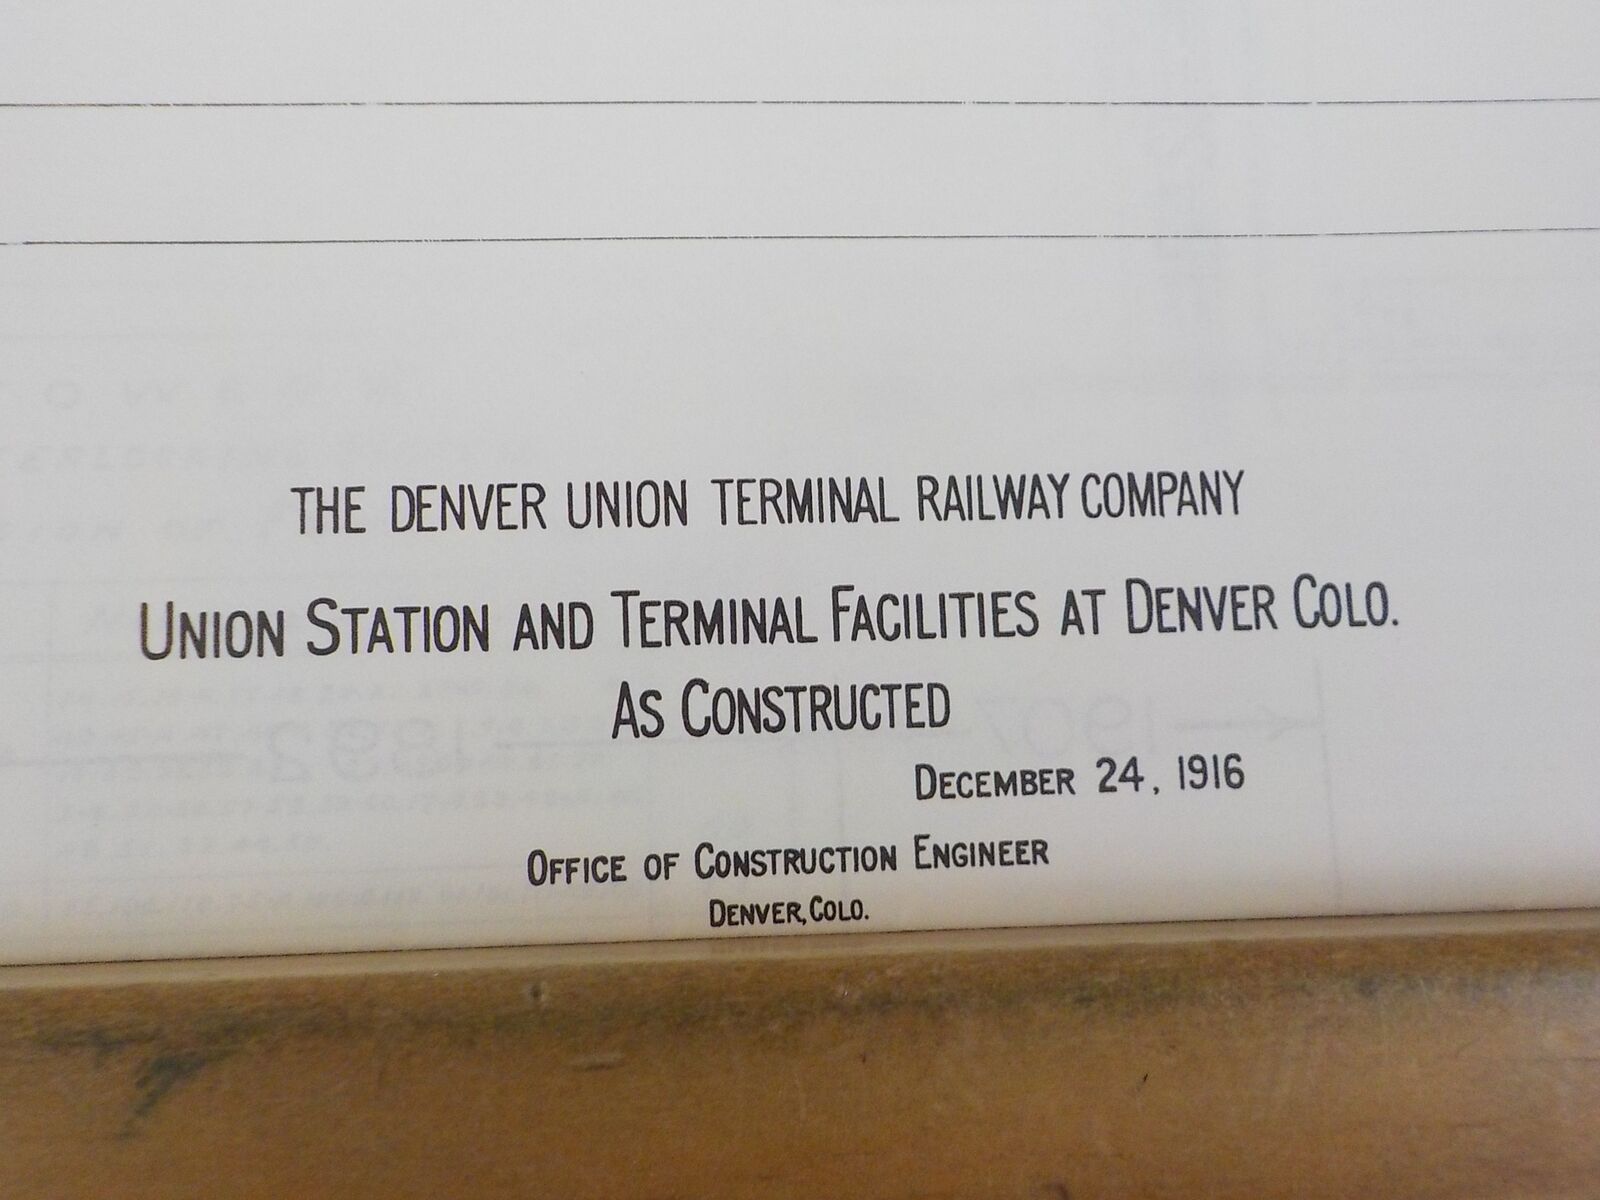 THE DENVER UNION TERMINAL RAILWAY COMPANY
UNION STATION AND TERMINAL FACILITIES AT DENVER COLO.
AS CONSTRUCTED
DECEMBER 24, 1916
OFFICE OF CONSTRUCTION ENGINEER
DENVER, COLO.